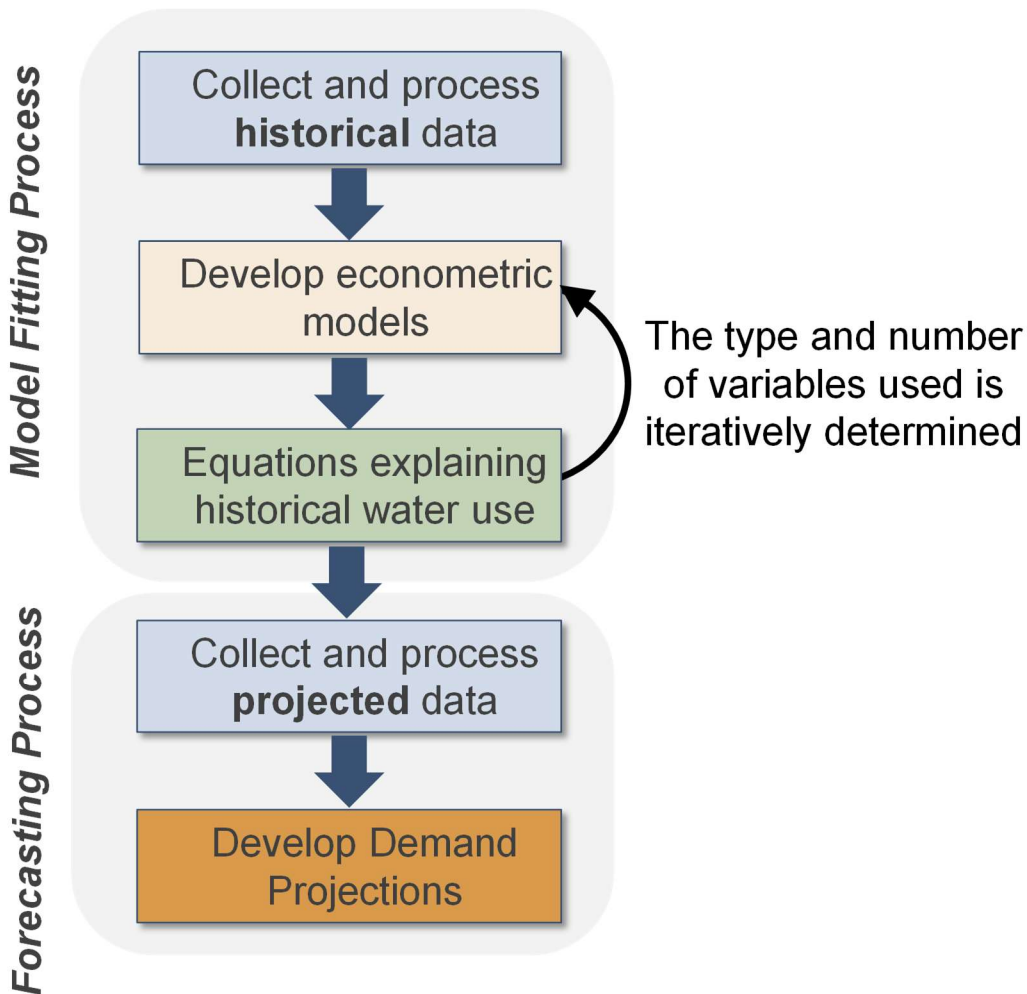 Model Fitting Process
Collect and process
historical data
Develop econometric
models
The type and number
of variables used is
iteratively determined
Equations explaining
historical water use
Forecasting Process
Collect and process
projected data
Develop Demand
Projections